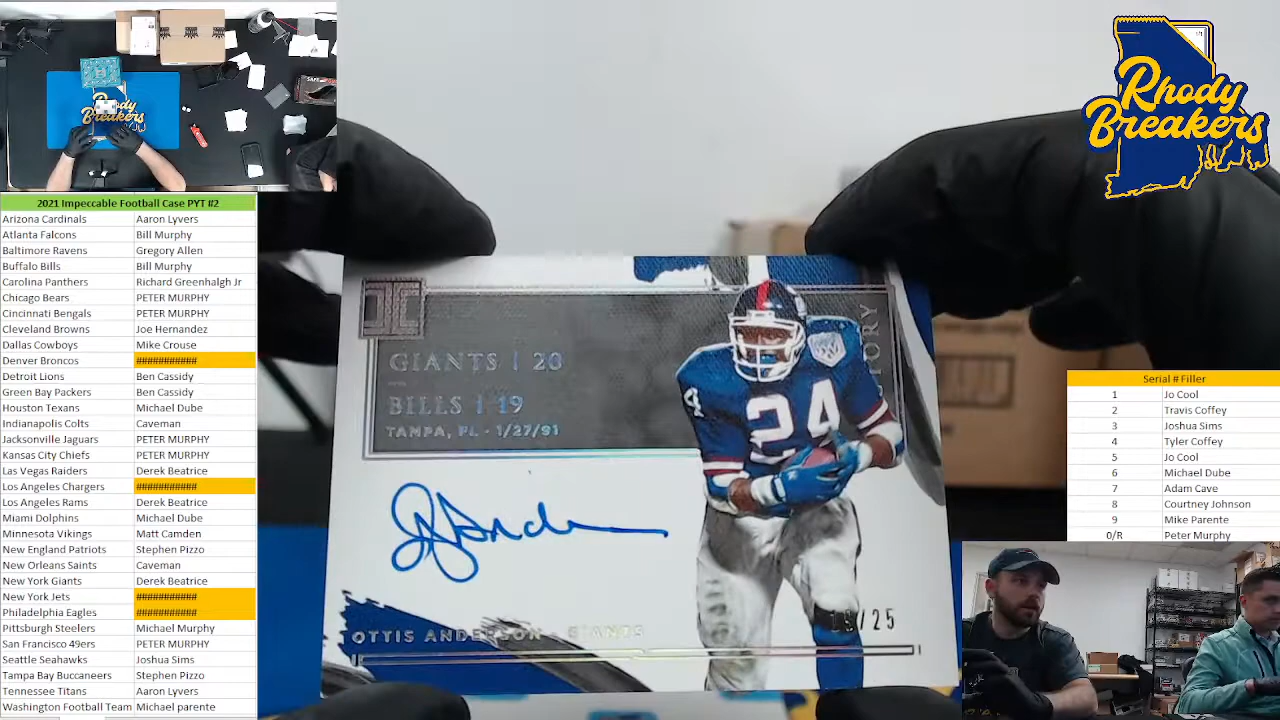 Rhody
Breakers
Rhody
Breakers
2021 Impeccable Football Case PYT #2
Arizona Cardinals Aaron Lyvers
Atlanta Falcons Bill Murphy
Baltimore Ravens Gregory Allen
Buffalo Bills Bill Murphy
Carolina Panthers Richard Greenhalgh Jr
Chicago Bears PETER MURPHY
Cincinnati Bengals PETER MURPHY
Cleveland Browns Joe Hernandez
Dallas Cowboys Mike Crouse
Denver Broncos ###########
Detroit Lions Ben Cassidy
Green Bay Packers Ben Cassidy
Houston Texans Michael Dube
Indianapolis Colts Caveman
Jacksonville Jaguars PETER MURPHY
Kansas City Chiefs PETER MURPHY
Las Vegas Raiders Derek Beatrice
Los Angeles Chargers ###########
Los Angeles Rams Derek Beatrice
Miami Dolphins Michael Dube
Minnesota Vikings Matt Camden
New England Patriots Stephen Pizzo
New Orleans Saints Caveman
New York Giants Derek Beatrice
New York Jets ###########
Philadelphia Eagles ###########
Pittsburgh Steelers Michael Murphy
San Francisco 49ers PETER MURPHY
Seattle Seahawks Joshua Sims
Tampa Bay Buccaneers Stephen Pizzo
Tennessee Titans Aaron Lyvers
Washington Football Team Michael parente
GIANTS | 20
BILLS | 19
TAMPA, FL - 1/27/91
24
4
OTTIS ANDERSON - GIANTS
/25
Serial # Filler
1 Jo Cool
2 Travis Coffey
3 Joshua Sims
4 Tyler Coffey
5 Jo Cool
6 Michael Dube
7 Adam Cave
8 Courtney Johnson
9 Mike Parente
0/R Peter Murphy